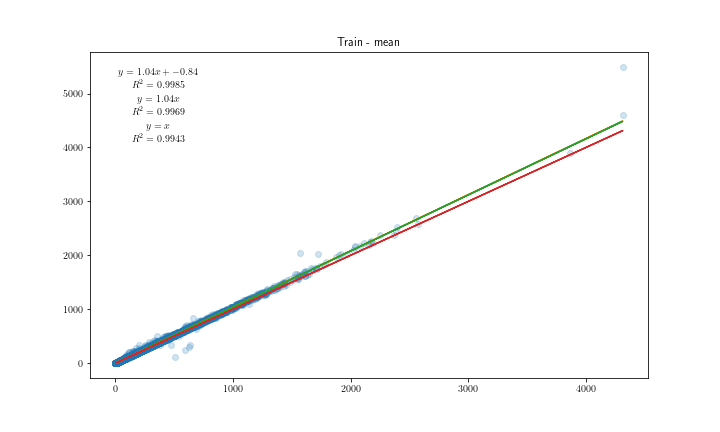 Train - mean
y = 1.04x + −0.84
R² = 0.9985
y = 1.04x
R² = 0.9969
y = x
R² = 0.9943
5000
4000
3000
2000
1000
0
0 1000 2000 3000 4000